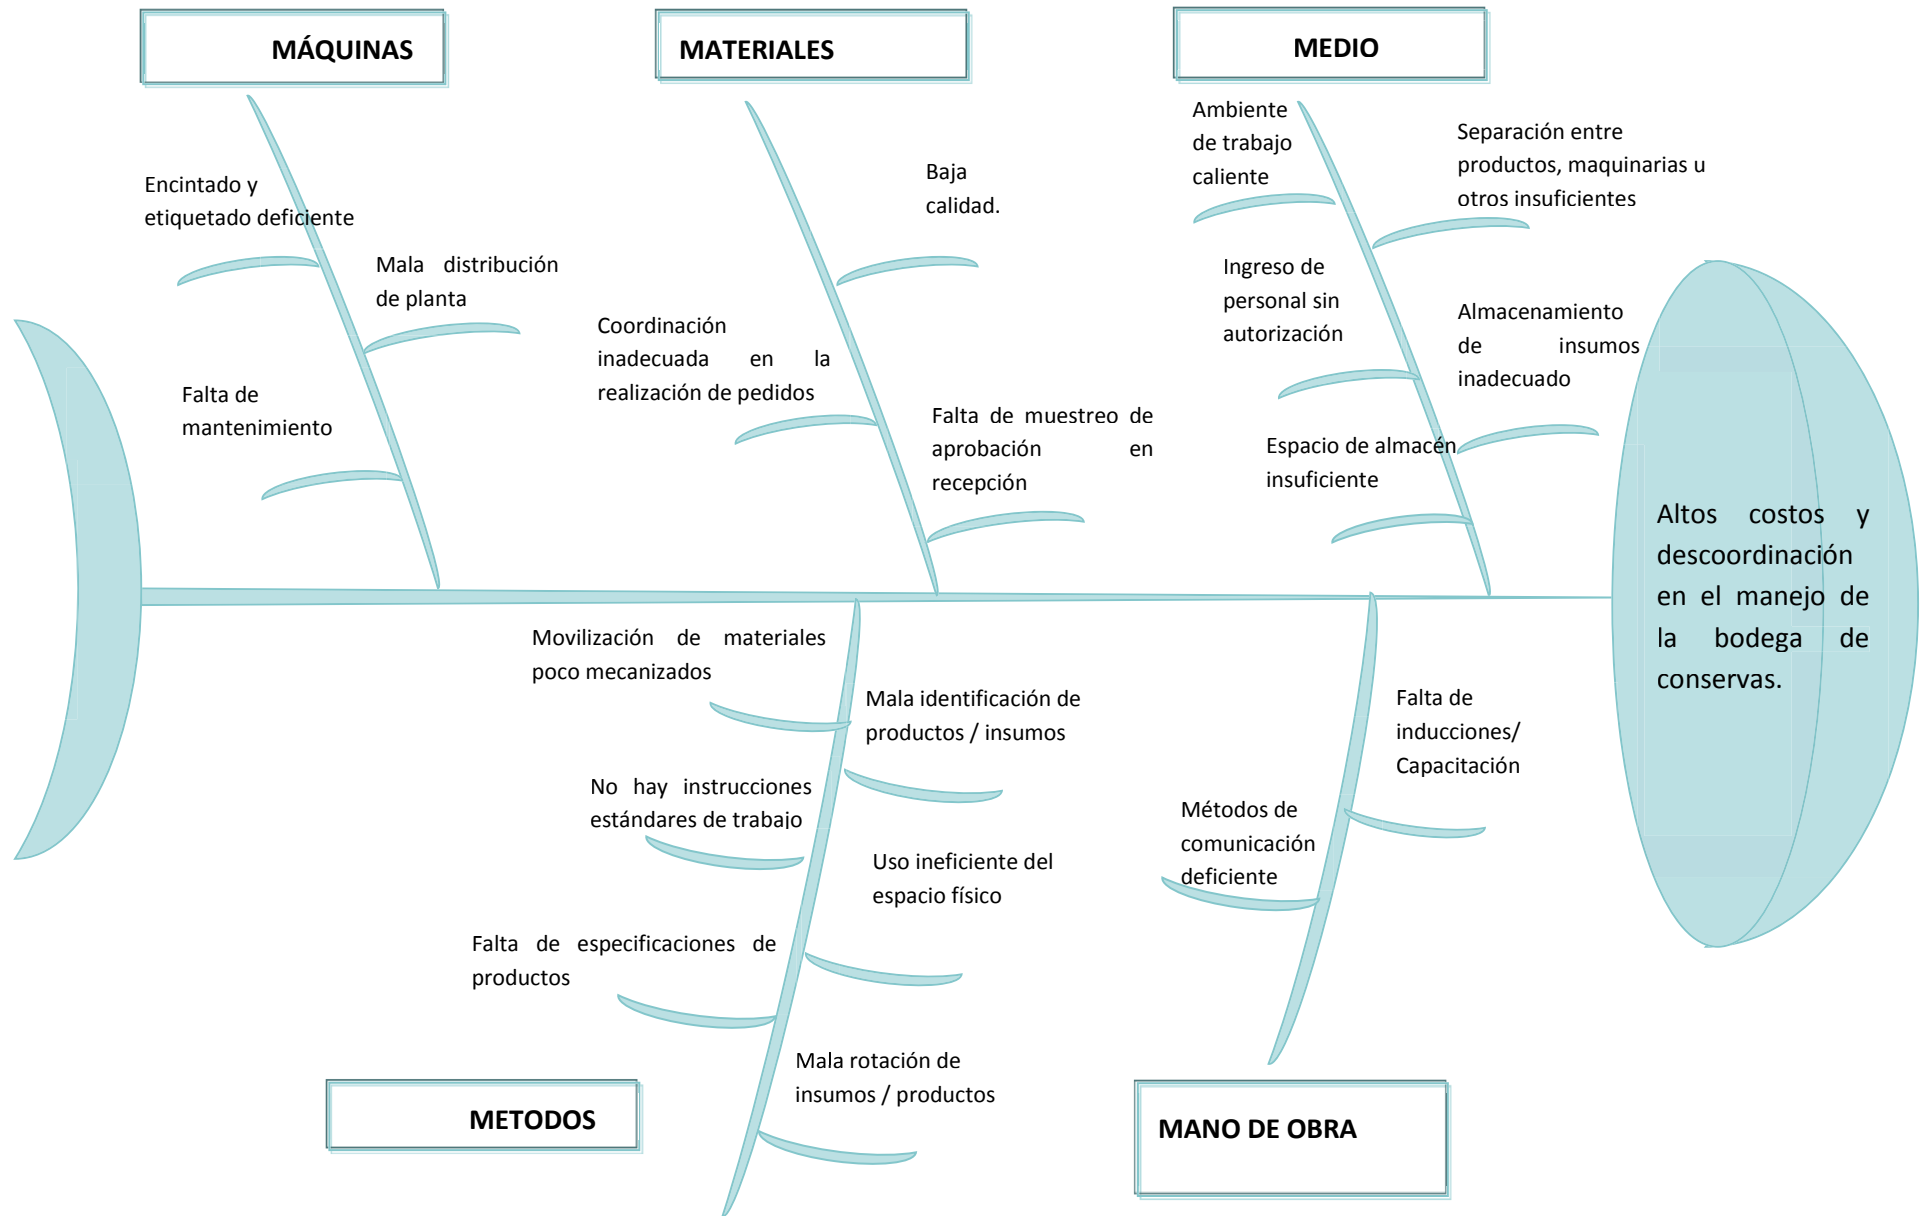 MÁQUINAS
MATERIALES
MEDIO
Encintado y
etiquetado deficiente
Mala distribución
de planta
Falta de
mantenimiento
Baja
calidad.
Coordinación
inadecuada en la
realización de pedidos
Falta de muestreo de
aprobación en
recepción
Ambiente
de trabajo
caliente
Separación entre
productos, maquinarias u
otros insuficientes
Ingreso de
personal sin
autorización
Almacenamiento
de insumos
inadecuado
Espacio de almacén
insuficiente
Altos costos y
descoordinación
en el manejo de
la bodega de
conservas.
Movilización de materiales
poco mecanizados
Mala identificación de
productos / insumos
No hay instrucciones
estándares de trabajo
Uso ineficiente del
espacio físico
Falta de especificaciones de
productos
Mala rotación de
insumos / productos
Falta de
inducciones/
Capacitación
Métodos de
comunicación
deficiente
METODOS
MANO DE OBRA